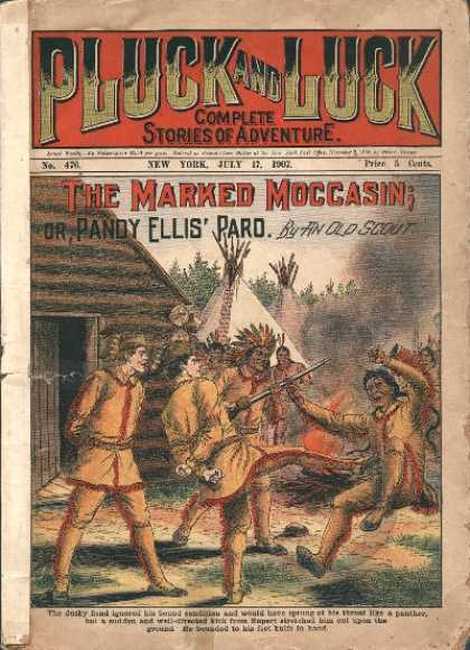 PLUCK AND LUCK
COMPLETE
STORIES OF ADVENTURE.
No. 476. NEW YORK, JULY 17, 1907. Price 5 Cents.
THE MARKED MOCCASIN;
OR, PANDY ELLIS' PARD. By AN OLD SCOUT.
The dusky fiend ignored his bound condition and would have sprung at his throat like a panther,
but a sudden and well-directed kick from Rupert stretched him out upon the
ground. He bounded to his feet knife in hand.